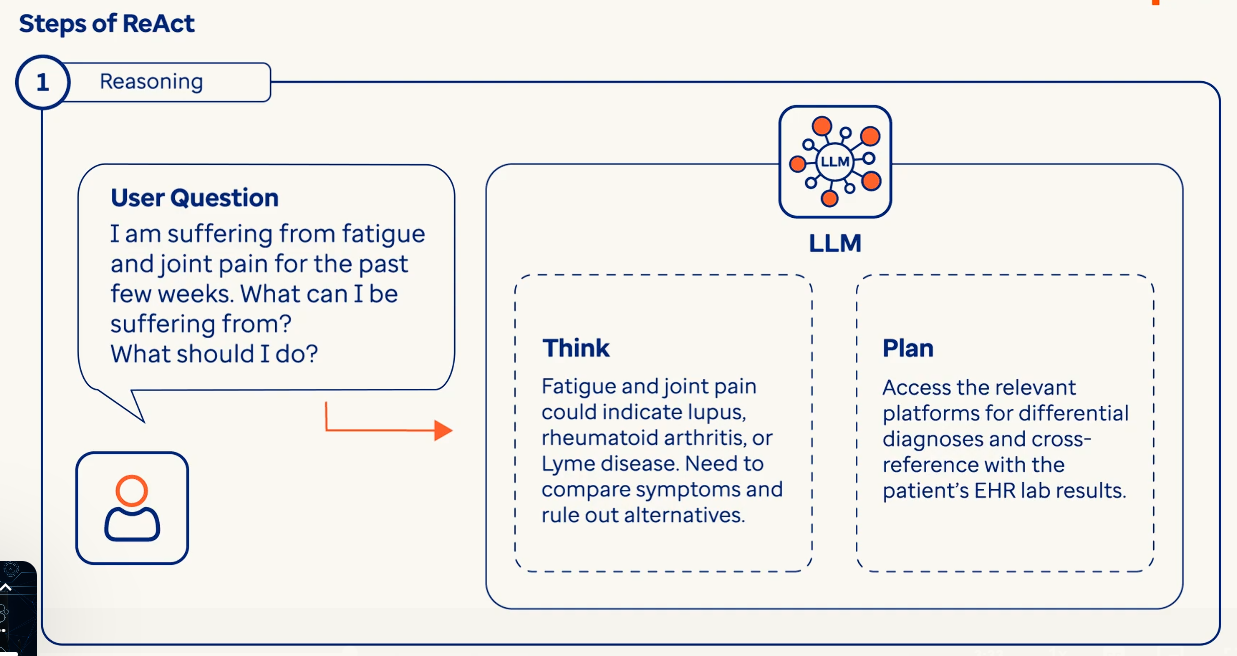 Steps of ReAct
1
Reasoning
User Question
I am suffering from fatigue
and joint pain for the past
few weeks. What can I be
suffering from?
What should I do?
LLM
LLM
Think
Fatigue and joint pain
could indicate lupus,
rheumatoid arthritis, or
Lyme disease. Need to
compare symptoms and
rule out alternatives.
Plan
Access the relevant
platforms for differential
diagnoses and cross-
reference with the
patient’s EHR lab results.